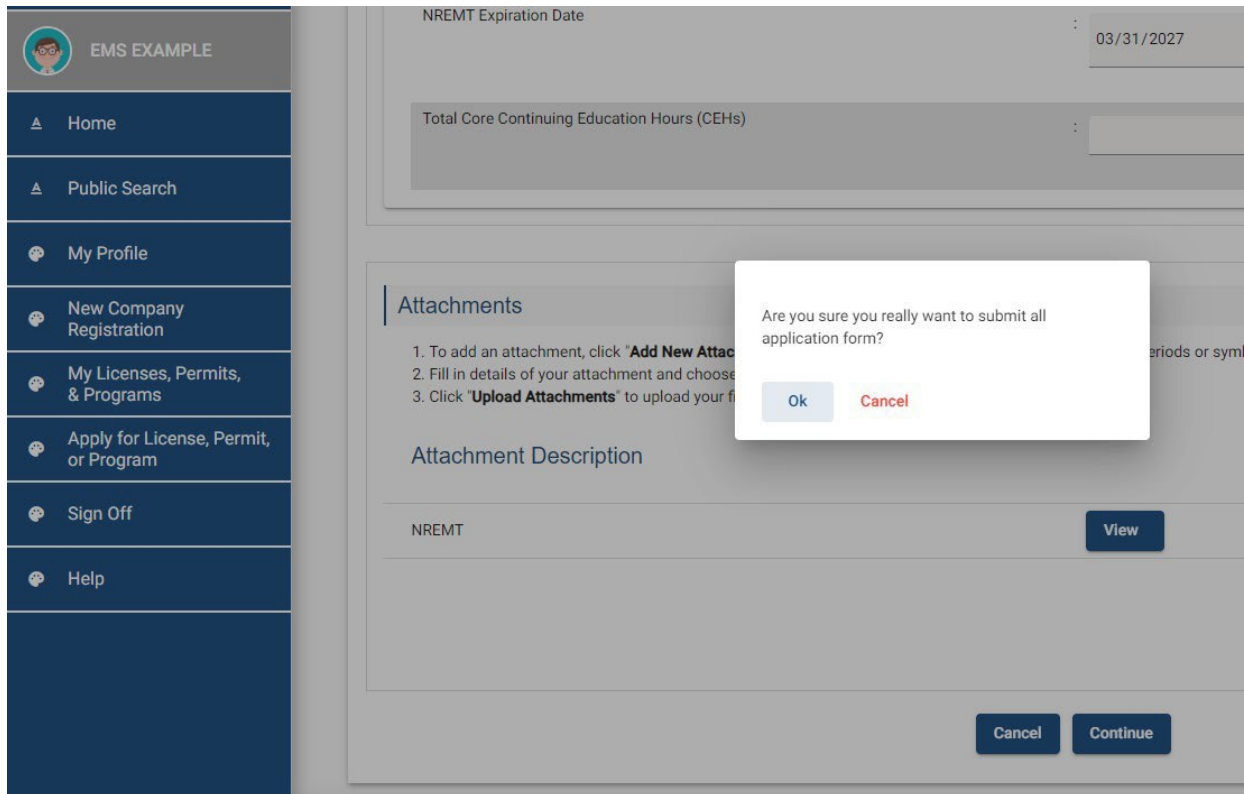 EMS EXAMPLE
Home
Public Search
My Profile
New Company
Registration
My Licenses, Permits,
& Programs
Apply for License, Permit,
or Program
Sign Off
Help
NREMT Expiration Date
:
03/31/2027
Total Core Continuing Education Hours (CEHs)
:
Attachments
1. To add an attachment, click "Add New Attac
eriods or
2. Fill in details of your attachment and choose
3. Click "Upload Attachments" to upload your
Are you sure you really want to submit all
application form?
Ok
Cancel
Attachment Description
NREMT
View
Cancel
Continue